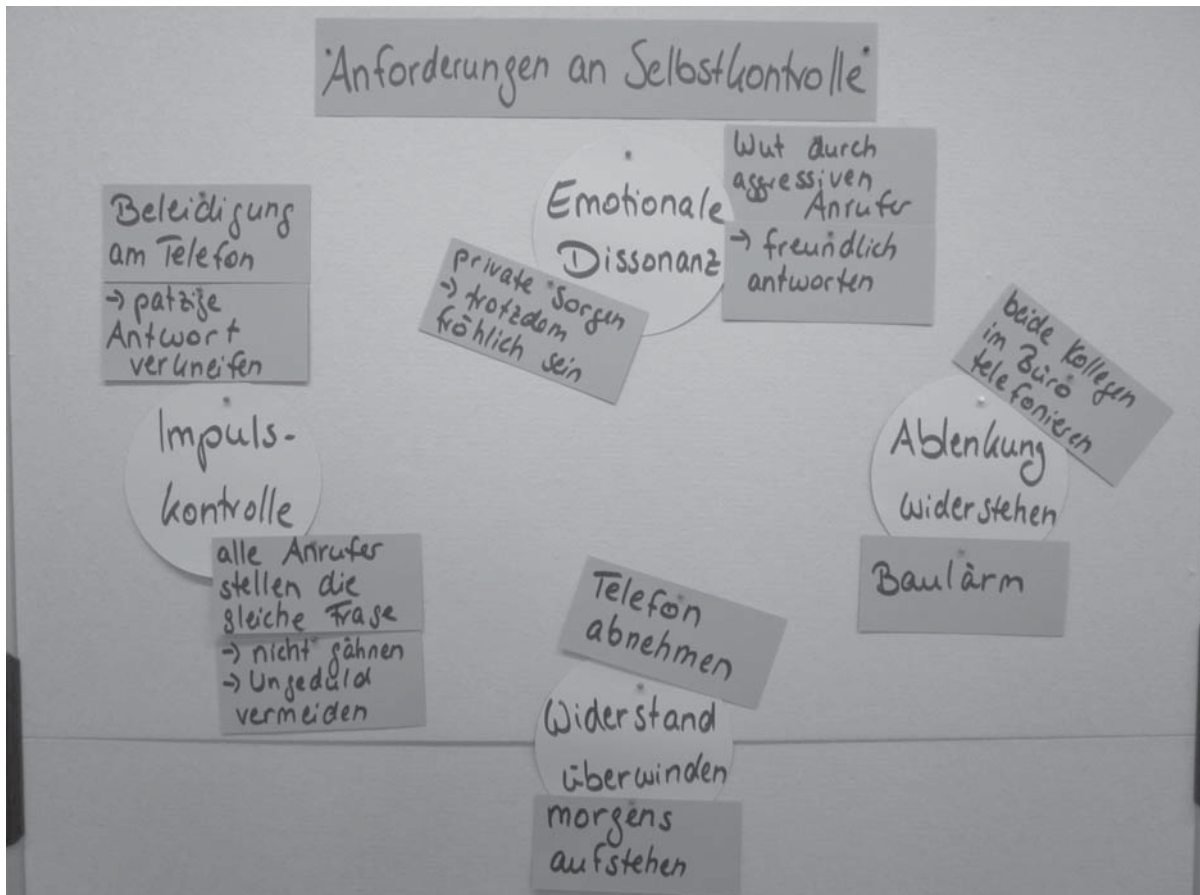 "Anforderungen an Selbstkontrolle"
Emotionale
Dissonanz
Wut durch
aggressiven
Anrufer
→ freundlich
antworten
private Sorgen
→ trotzdem
fröhlich sein
Beleidigung
am Telefon
→ patzige
Antwort
verkneifen
Impuls-
kontrolle
alle Anrufer
stellen die
gleiche Frage
→ nicht gähnen
→ Ungeduld
vermeiden
beide Kollegen
im Büro
telefonieren
Ablenkung
widerstehen
Baulärm
Telefon
abnehmen
Widerstand
überwinden
morgens
aufstehen